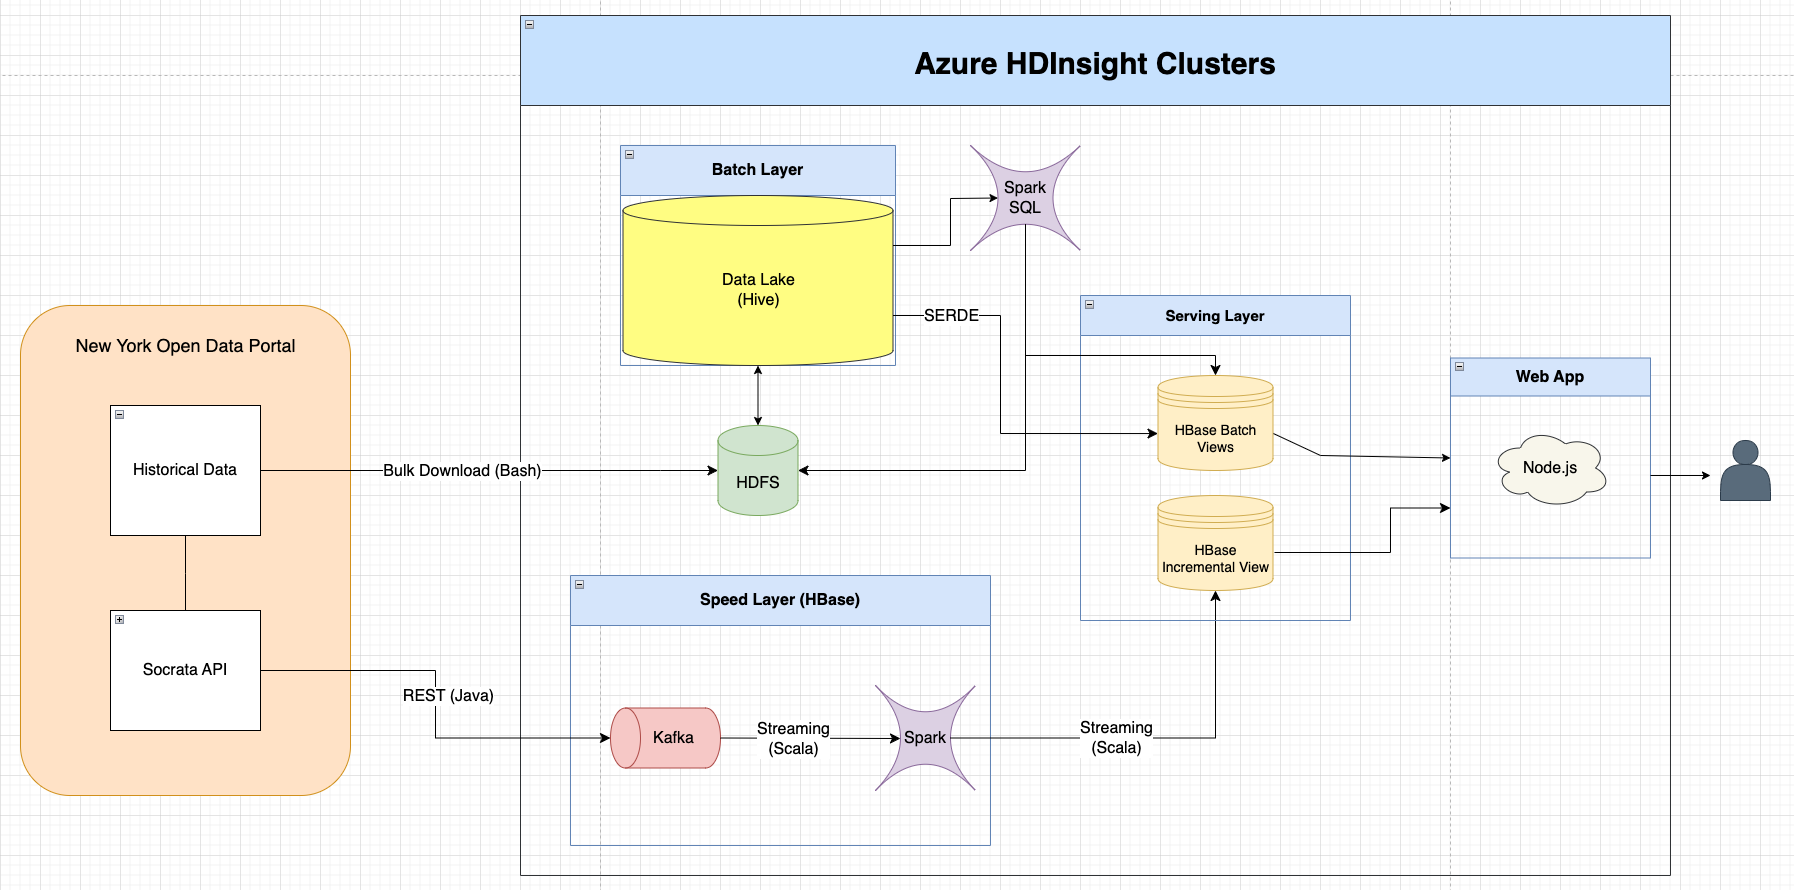 Azure HDInsight Clusters
Batch Layer
Data Lake
(Hive)
Spark
SQL
SERDE
Serving Layer
HBase Batch
Views
HBase
Incremental View
Web App
Node.js
New York Open Data Portal
Historical Data
Bulk Download (Bash)
HDFS
Socrata API
REST (Java)
Speed Layer (HBase)
Kafka
Streaming
(Scala)
Spark
Streaming
(Scala)